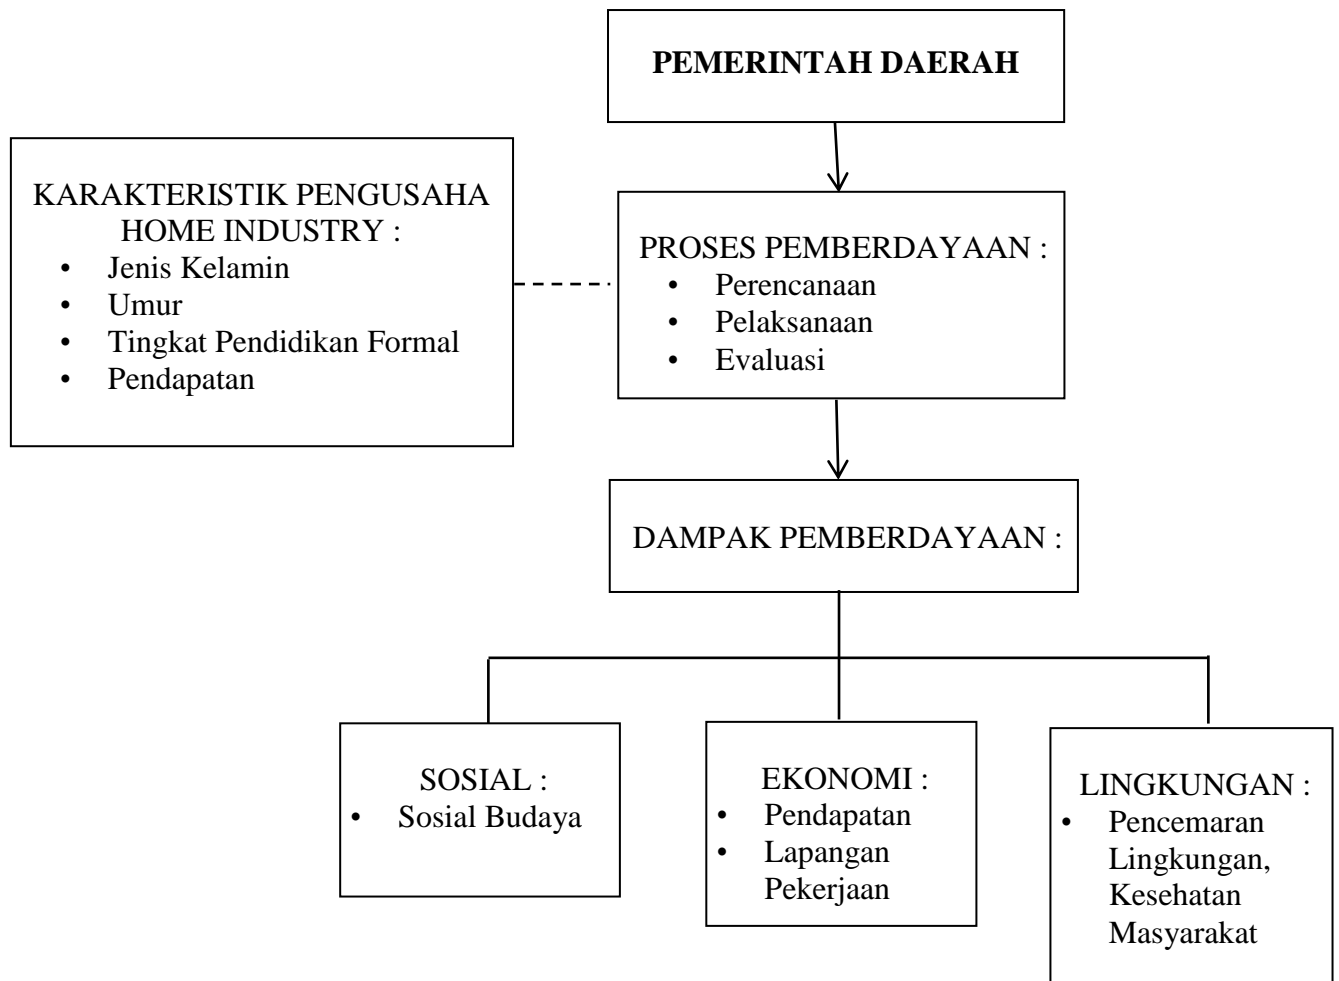 PEMERINTAH DAERAH
KARAKTERISTIK PENGUSAHA
HOME INDUSTRY :
• Jenis Kelamin
• Umur
• Tingkat Pendidikan Formal
• Pendapatan
PROSES PEMBERDAYAAN :
• Perencanaan
• Pelaksanaan
• Evaluasi
DAMPAK PEMBERDAYAAN :
SOSIAL :
• Sosial Budaya
EKONOMI :
• Pendapatan
• Lapangan
Pekerjaan
LINGKUNGAN :
• Pencemaran
Lingkungan,
Kesehatan
Masyarakat